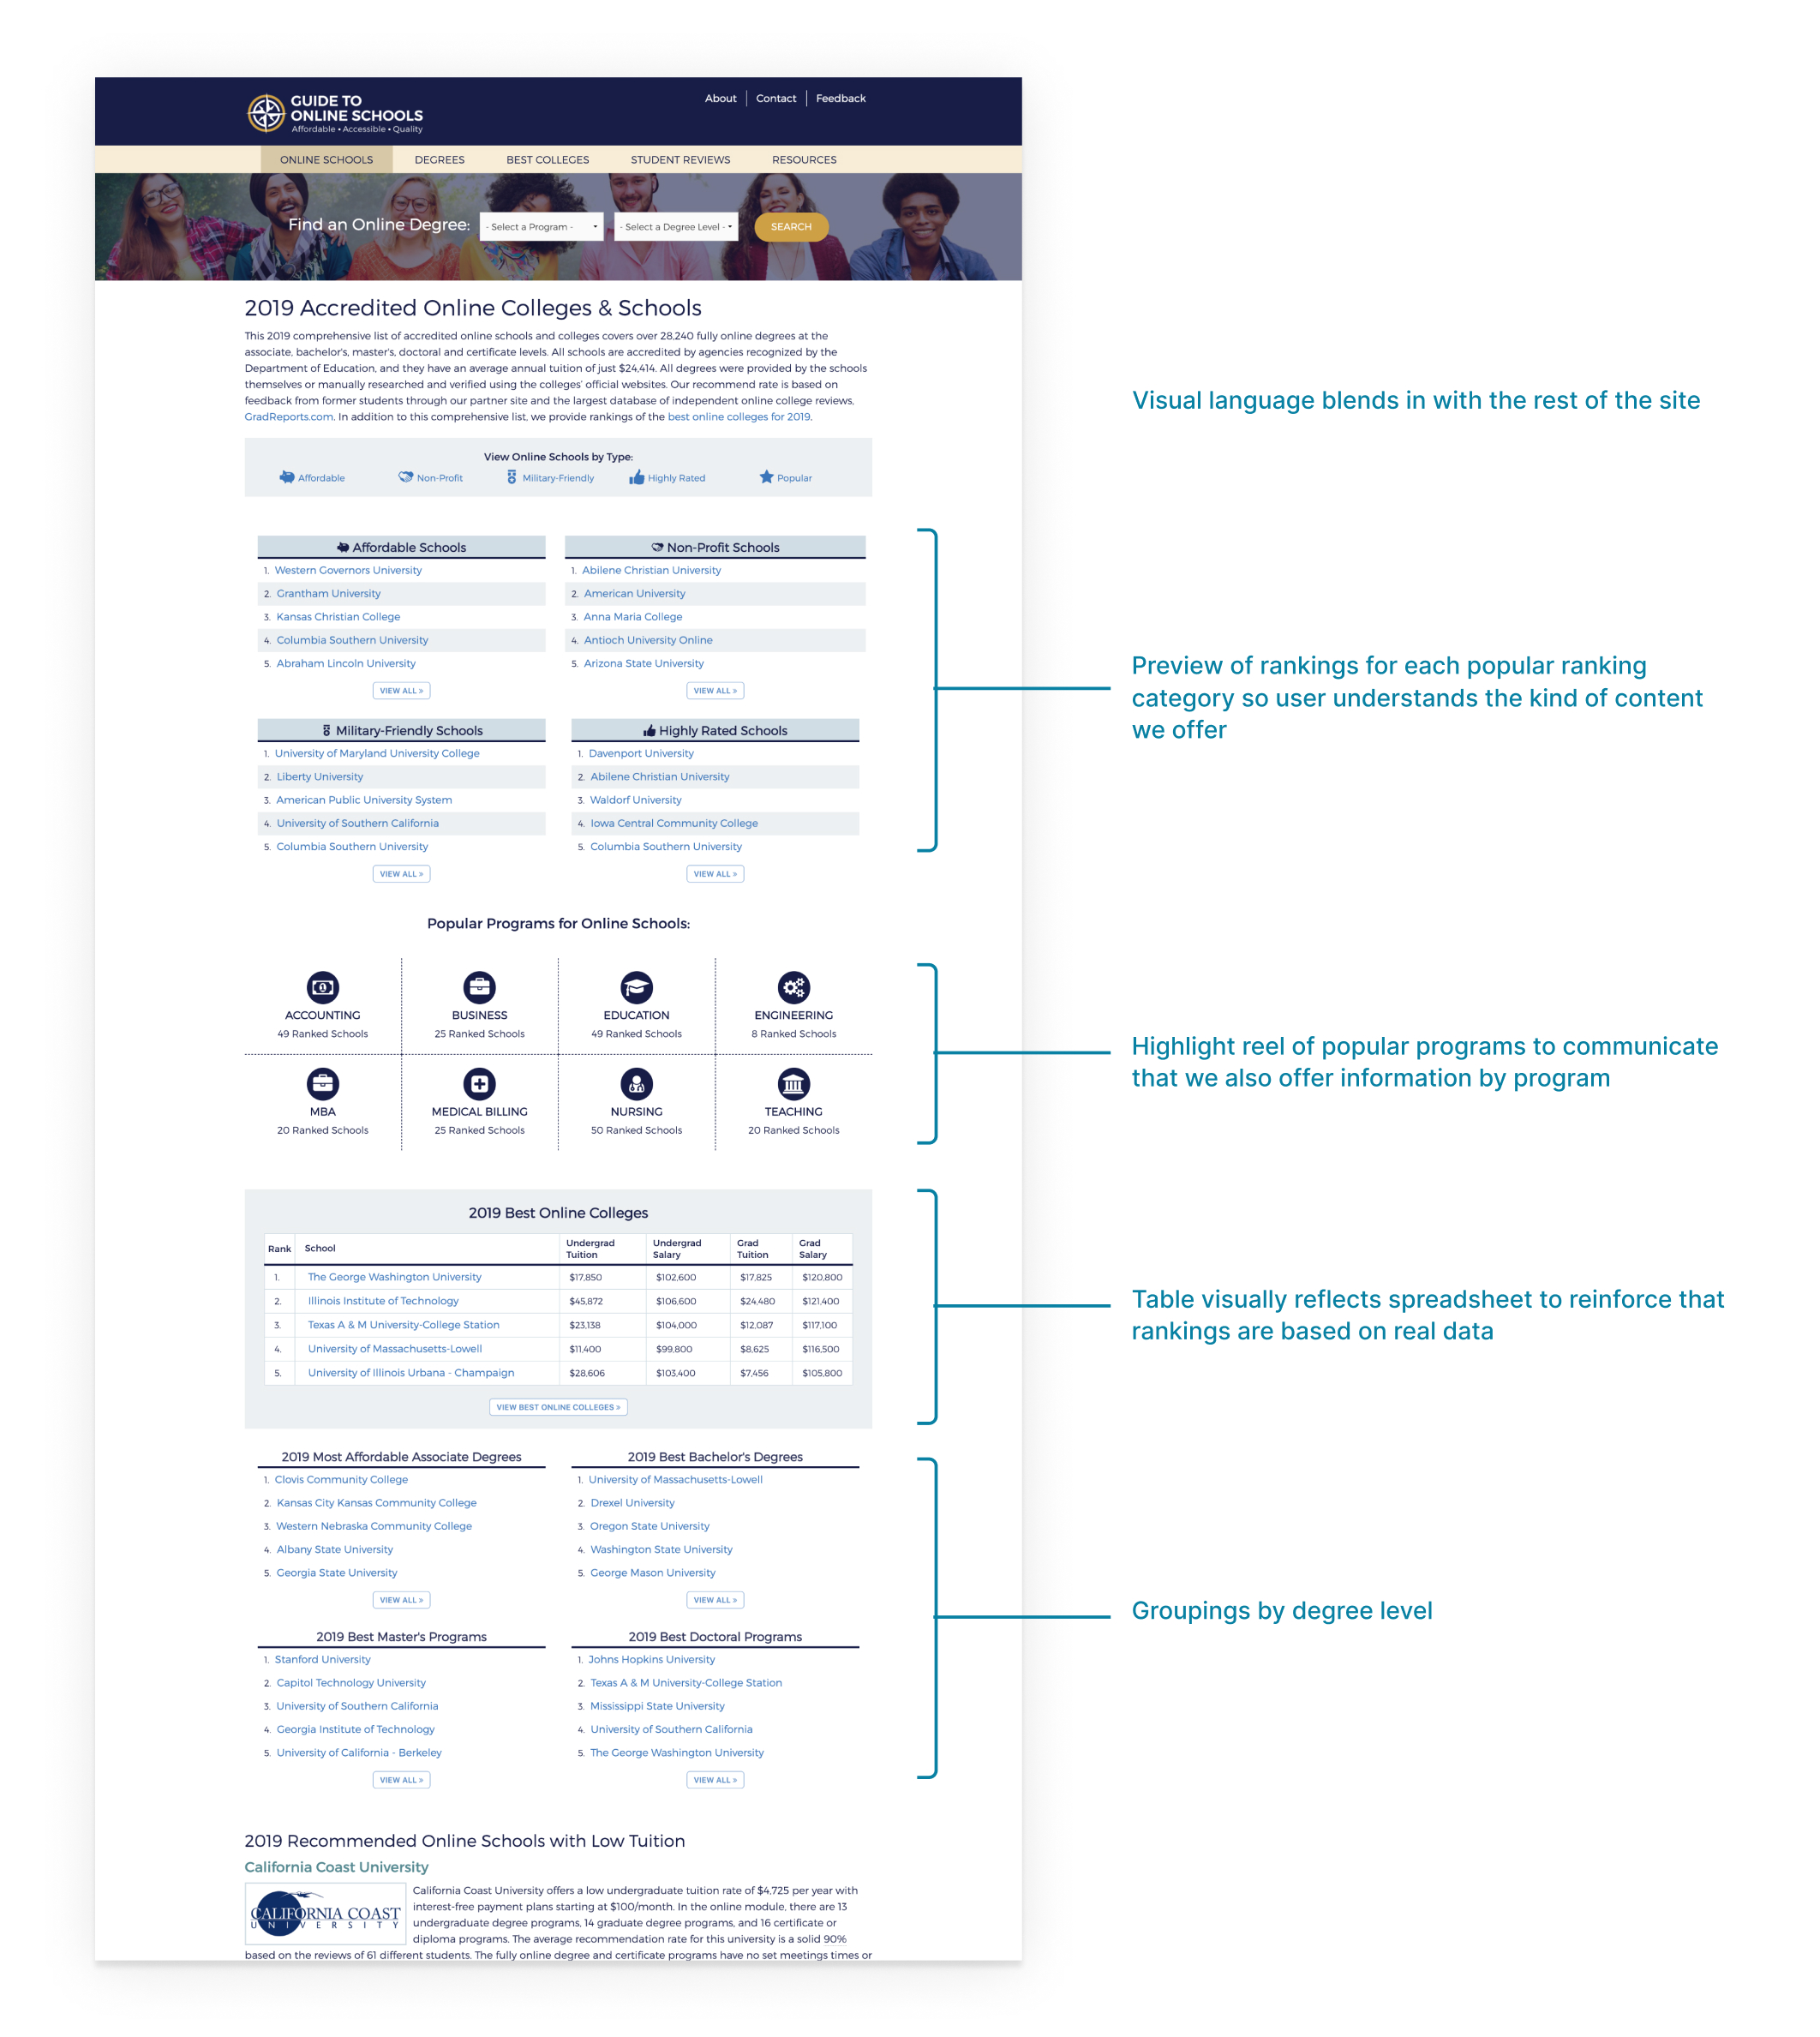 GUIDE TO
ONLINE SCHOOLS
Affordable • Accessible • Quality
About
Contact
Feedback
ONLINE SCHOOLS
DEGREES
BEST COLLEGES
STUDENT REVIEWS
RESOURCES
Find an Online Degree:
- Select a Program -
- Select a Degree Level -
SEARCH
2019 Accredited Online Colleges & Schools
This 2019 comprehensive list of accredited online schools and colleges covers over 28,240 fully online degrees at the
associate, bachelor's, master's, doctoral and certificate levels. All schools are accredited by agencies recognized by the
Department of Education, and they have an average annual tuition of just $24,414. All degrees were provided by the schools
themselves or manually researched and verified using the colleges' official websites. Our recommend rate is based on
feedback from former students through our partner site and the largest database of independent online college reviews,
GradReports.com. In addition to this comprehensive list, we provide rankings of the best online colleges for 2019.
Visual language blends in with the rest of the site
View Online Schools by Type:
Affordable
Non-Profit
Military-Friendly
Highly Rated
Popular
Affordable Schools
1. Western Governors University
2. Grantham University
3. Kansas Christian College
4. Columbia Southern University
5. Abraham Lincoln University
VIEW ALL »
Non-Profit Schools
1. Abilene Christian University
2. American University
3. Anna Maria College
4. Antioch University Online
5. Arizona State University
VIEW ALL »
Military-Friendly Schools
1. University of Maryland University College
2. Liberty University
3. American Public University System
4. University of Southern California
5. Columbia Southern University
VIEW ALL »
Highly Rated Schools
1. Davenport University
2. Abilene Christian University
3. Waldorf University
4. Iowa Central Community College
5. Columbia Southern University
VIEW ALL »
Preview of rankings for each popular ranking
category so user understands the kind of content
we offer
Popular Programs for Online Schools:
ACCOUNTING
49 Ranked Schools
BUSINESS
25 Ranked Schools
EDUCATION
49 Ranked Schools
ENGINEERING
8 Ranked Schools
MBA
20 Ranked Schools
MEDICAL BILLING
25 Ranked Schools
NURSING
50 Ranked Schools
TEACHING
20 Ranked Schools
Highlight reel of popular programs to communicate
that we also offer information by program
2019 Best Online Colleges
Rank School Undergrad Tuition Undergrad Salary Grad Tuition Grad Salary
1. The George Washington University $17,850 $102,600 $17,825 $120,800
2. Illinois Institute of Technology $45,872 $106,600 $24,480 $121,400
3. Texas A & M University-College Station $23,138 $104,000 $12,087 $117,100
4. University of Massachusetts-Lowell $11,400 $99,800 $8,625 $116,500
5. University of Illinois Urbana - Champaign $28,606 $103,400 $7,456 $105,800
VIEW BEST ONLINE COLLEGES »
Table visually reflects spreadsheet to reinforce that
rankings are based on real data
2019 Most Affordable Associate Degrees
1. Clovis Community College
2. Kansas City Kansas Community College
3. Western Nebraska Community College
4. Albany State University
5. Georgia State University
VIEW ALL »
2019 Best Bachelor's Degrees
1. University of Massachusetts-Lowell
2. Drexel University
3. Oregon State University
4. Washington State University
5. George Mason University
VIEW ALL »
2019 Best Master's Programs
1. Stanford University
2. Capitol Technology University
3. University of Southern California
4. Georgia Institute of Technology
5. University of California - Berkeley
VIEW ALL »
2019 Best Doctoral Programs
1. Johns Hopkins University
2. Texas A & M University-College Station
3. Mississippi State University
4. University of Southern California
5. The George Washington University
VIEW ALL »
Groupings by degree level
2019 Recommended Online Schools with Low Tuition
California Coast University
CALIFORNIA COAST
UNIVERSITY
California Coast University offers a low undergraduate tuition rate of $4,725 per year with
interest-free payment plans starting at $100/month. In the online module, there are 13
undergraduate degree programs, 14 graduate degree programs, and 16 certificate or
diploma programs. The average recommendation rate for this university is a solid 90%
based on the reviews of 61 different students. The fully online degree and certificate programs have no set meetings times or